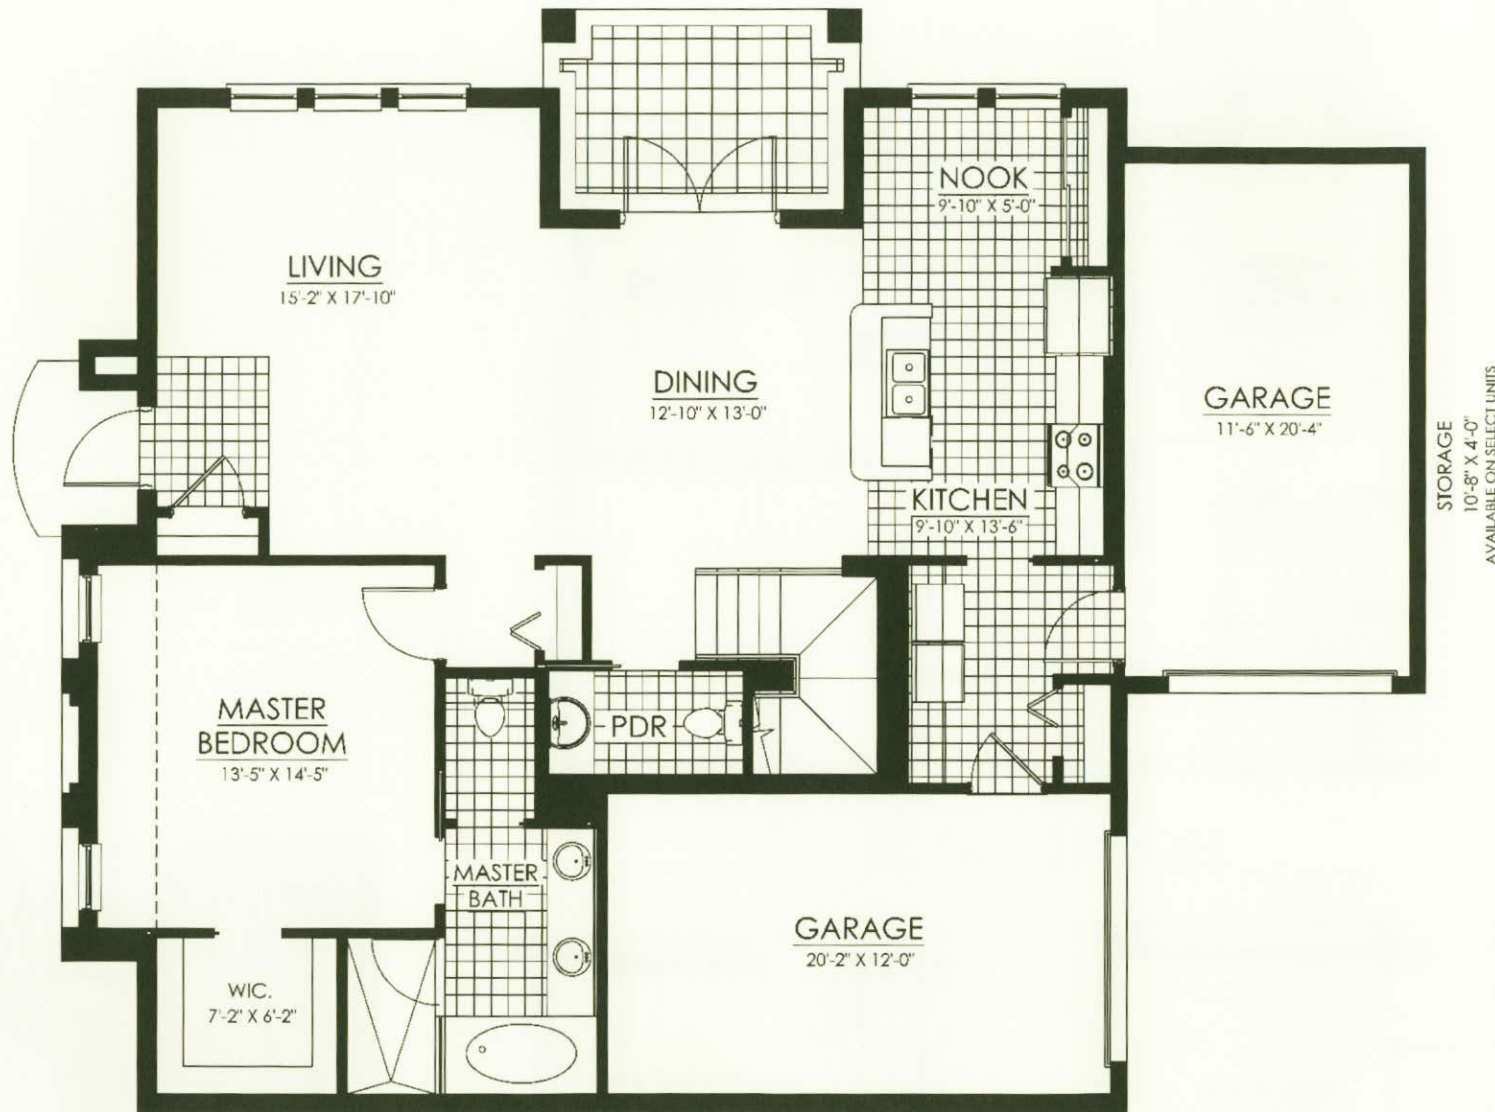 NOOK
9'-10" X 5'-0"
LIVING
15'-2" X 17'-10"
DINING
12'-10" X 13'-0"
GARAGE
11'-6" X 20'-4"
STORAGE
10'-8" X 4'-0"
AVAILABLE ON SELECT UNITS
KITCHEN
9'-10" X 13'-6"
MASTER
BEDROOM
13'-5" X 14'-5"
PDR
MASTER
BATH
GARAGE
20'-2" X 12'-0"
WIC.
7'-2" X 6'-2"